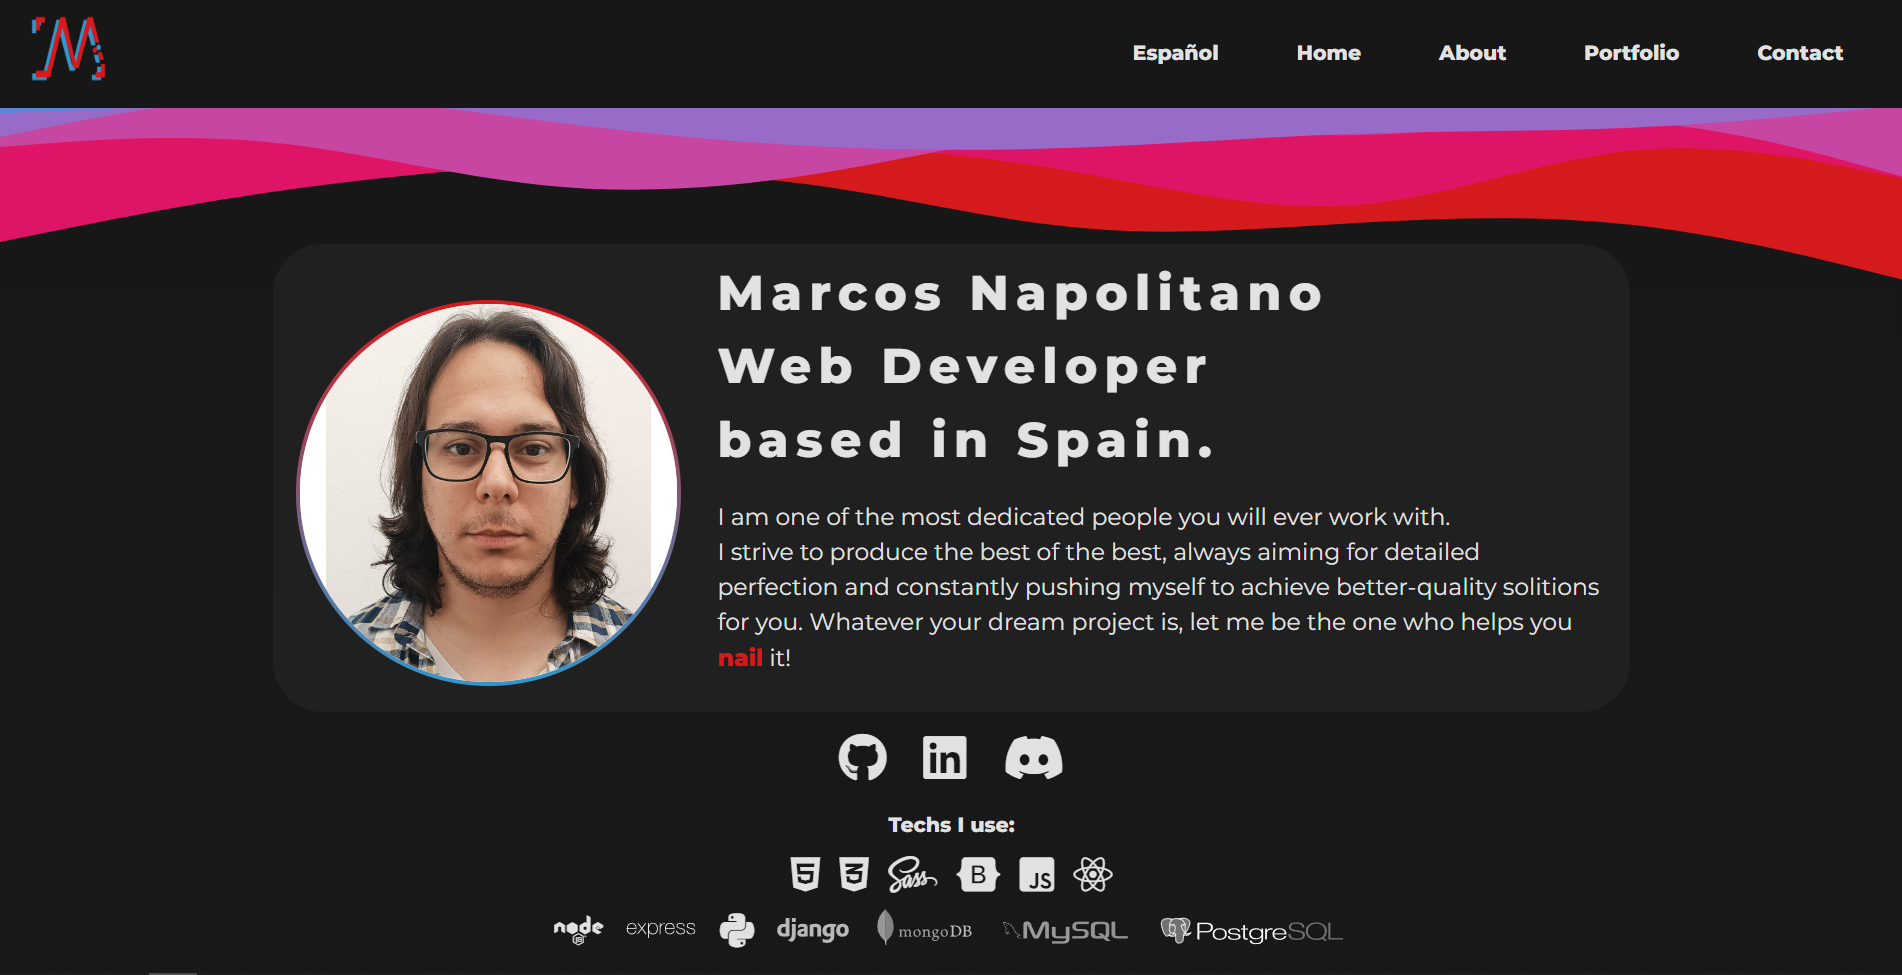 M
Español Home About Portfolio Contact
Marcos Napolitano
Web Developer
based in Spain.
I am one of the most dedicated people you will ever work with.
I strive to produce the best of the best, always aiming for detailed
perfection and constantly pushing myself to achieve better-quality solitions
for you. Whatever your dream project is, let me be the one who helps you
nail it!
in
Techs I use:
5 3 Sass B JS
node JS express django mongoDB MySQL PostgreSQL